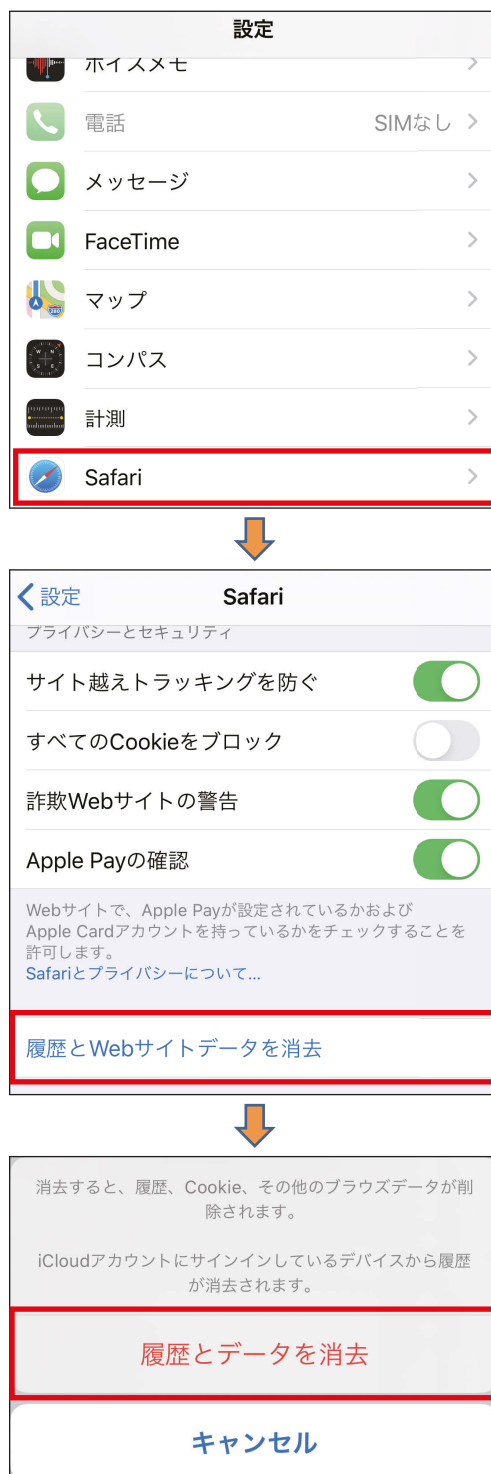 設定
ボイスメモ
電話 SIMなし
メッセージ
FaceTime
マップ
コンパス
計測
Safari
設定 Safari
プライバシーとセキュリティ
サイト越えトラッキングを防ぐ
すべてのCookieをブロック
詐欺Webサイトの警告
Apple Payの確認
Webサイトで、Apple Payが設定されているかおよび
Apple Cardアカウントを持っているかをチェックすることを
許可します。
Safariとプライバシーについて...
履歴とWebサイトデータを消去
消去すると、履歴、Cookie、その他のブラウズデータが削
除されます。
iCloudアカウントにサインインしているデバイスから履歴
が消去されます。
履歴とデータを消去
キャンセル